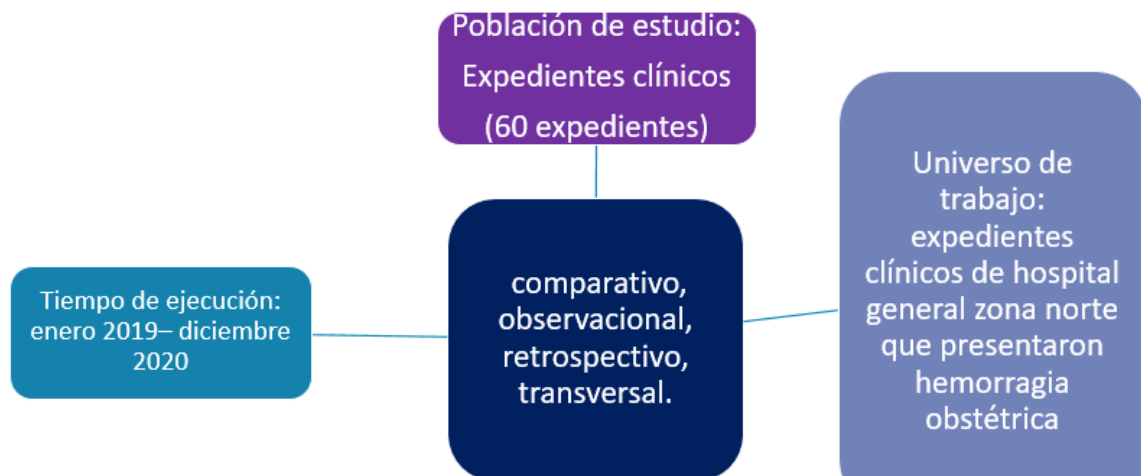 Población de estudio:
Expedientes clínicos
(60 expedientes)
Universo de
trabajo:
expedientes
clínicos de hospital
general zona norte
que presentaron
hemorragia
obstétrica
comparativo,
observacional,
retrospectivo,
transversal.
Tiempo de ejecución:
enero 2019– diciembre
2020